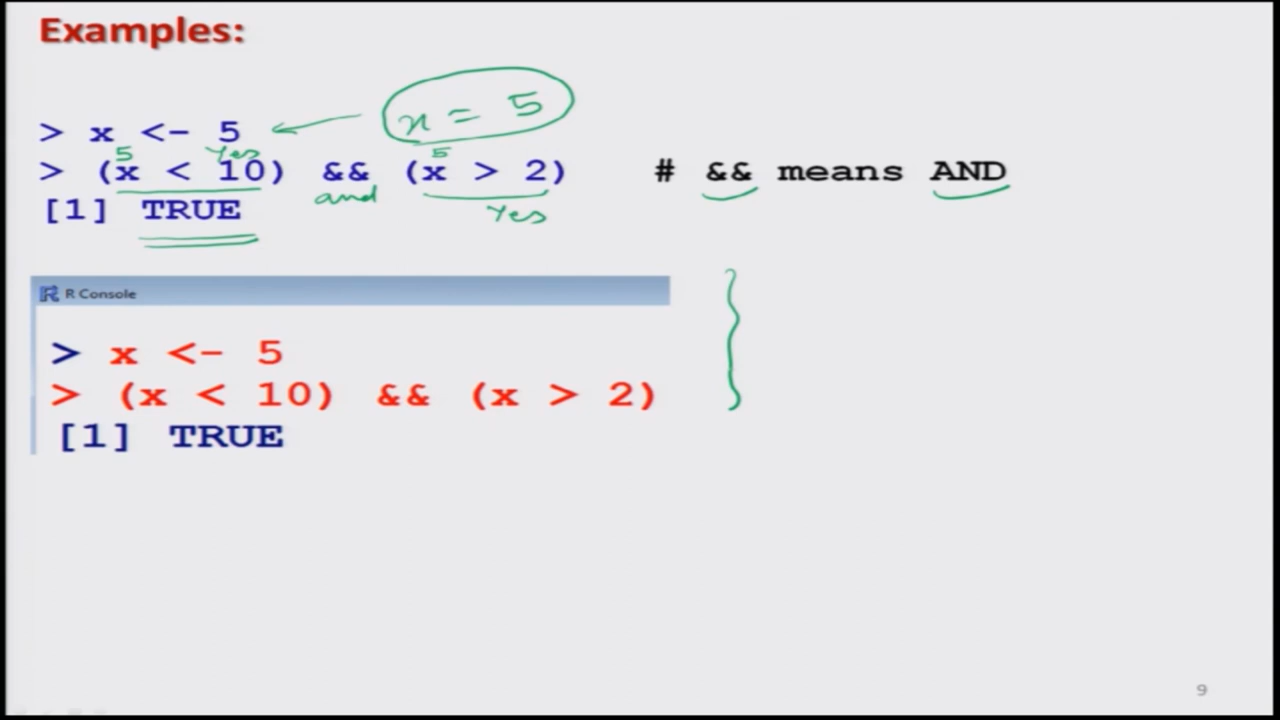 Examples:
x = 5
> x <- 5
5 Yes 5
> (x < 10) && (x > 2) # && means AND
and
[1] TRUE
Yes
R Console
> x <- 5
> (x < 10) && (x > 2)
[1] TRUE
9